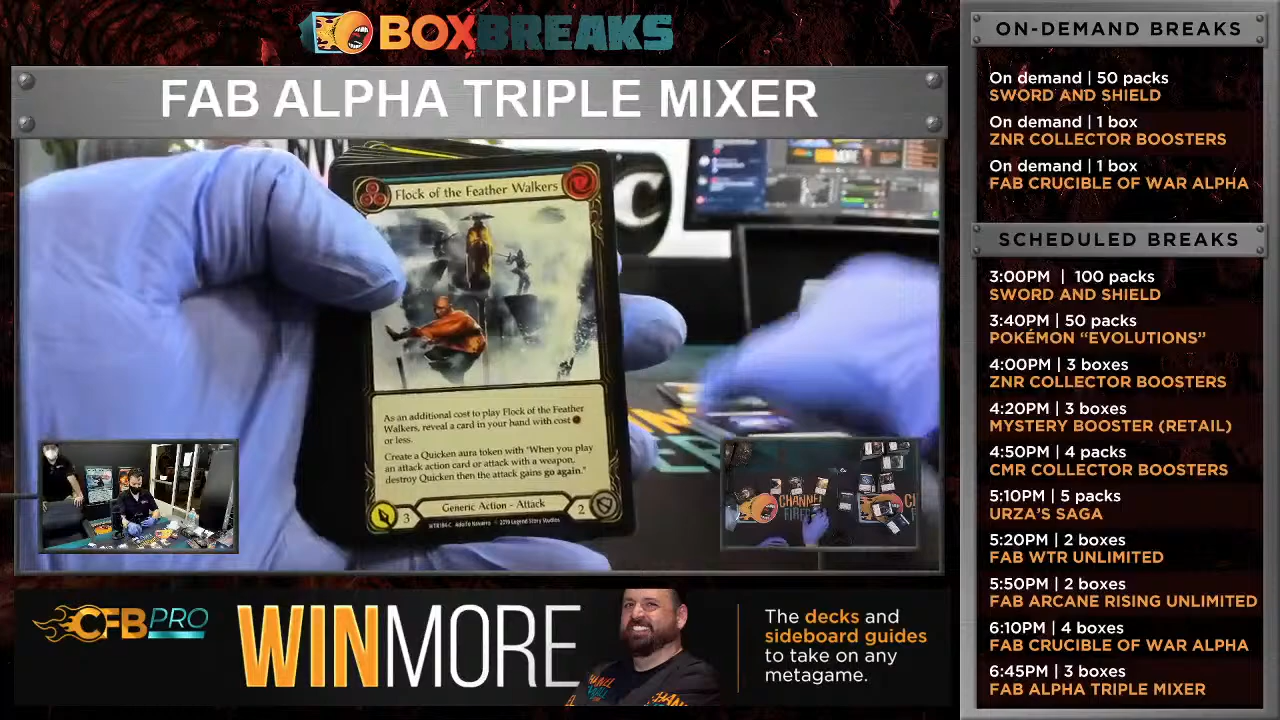 BOXBREAKS
FAB ALPHA TRIPLE MIXER
Flock of the Feather Walkers
As an additional cost to play Flock of the Feather
Walkers, reveal a card in your hand with cost
or less.
Create a Quicken aura token with "When you play
an attack action card or attack with a weapon,
destroy Quicken then the attack gains go again."
3
Generic Action - Attack
2
CHANNEL
CFBPRO
WINMORE
The decks and
sideboard guides
to take on any
metagame.
ON-DEMAND BREAKS
On demand | 50 packs
SWORD AND SHIELD
On demand | 1 box
ZNR COLLECTOR BOOSTERS
On demand | 1 box
FAB CRUCIBLE OF WAR ALPHA
SCHEDULED BREAKS
3:00PM | 100 packs
SWORD AND SHIELD
3:40PM | 50 packs
POKÉMON “EVOLUTIONS”
4:00PM | 3 boxes
ZNR COLLECTOR BOOSTERS
4:20PM | 3 boxes
MYSTERY BOOSTER (RETAIL)
4:50PM | 4 packs
CMR COLLECTOR BOOSTERS
5:10PM | 5 packs
URZA'S SAGA
5:20PM | 2 boxes
FAB WTR UNLIMITED
5:50PM | 2 boxes
FAB ARCANE RISING UNLIMITED
6:10PM | 4 boxes
FAB CRUCIBLE OF WAR ALPHA
6:45PM | 3 boxes
FAB ALPHA TRIPLE MIXER